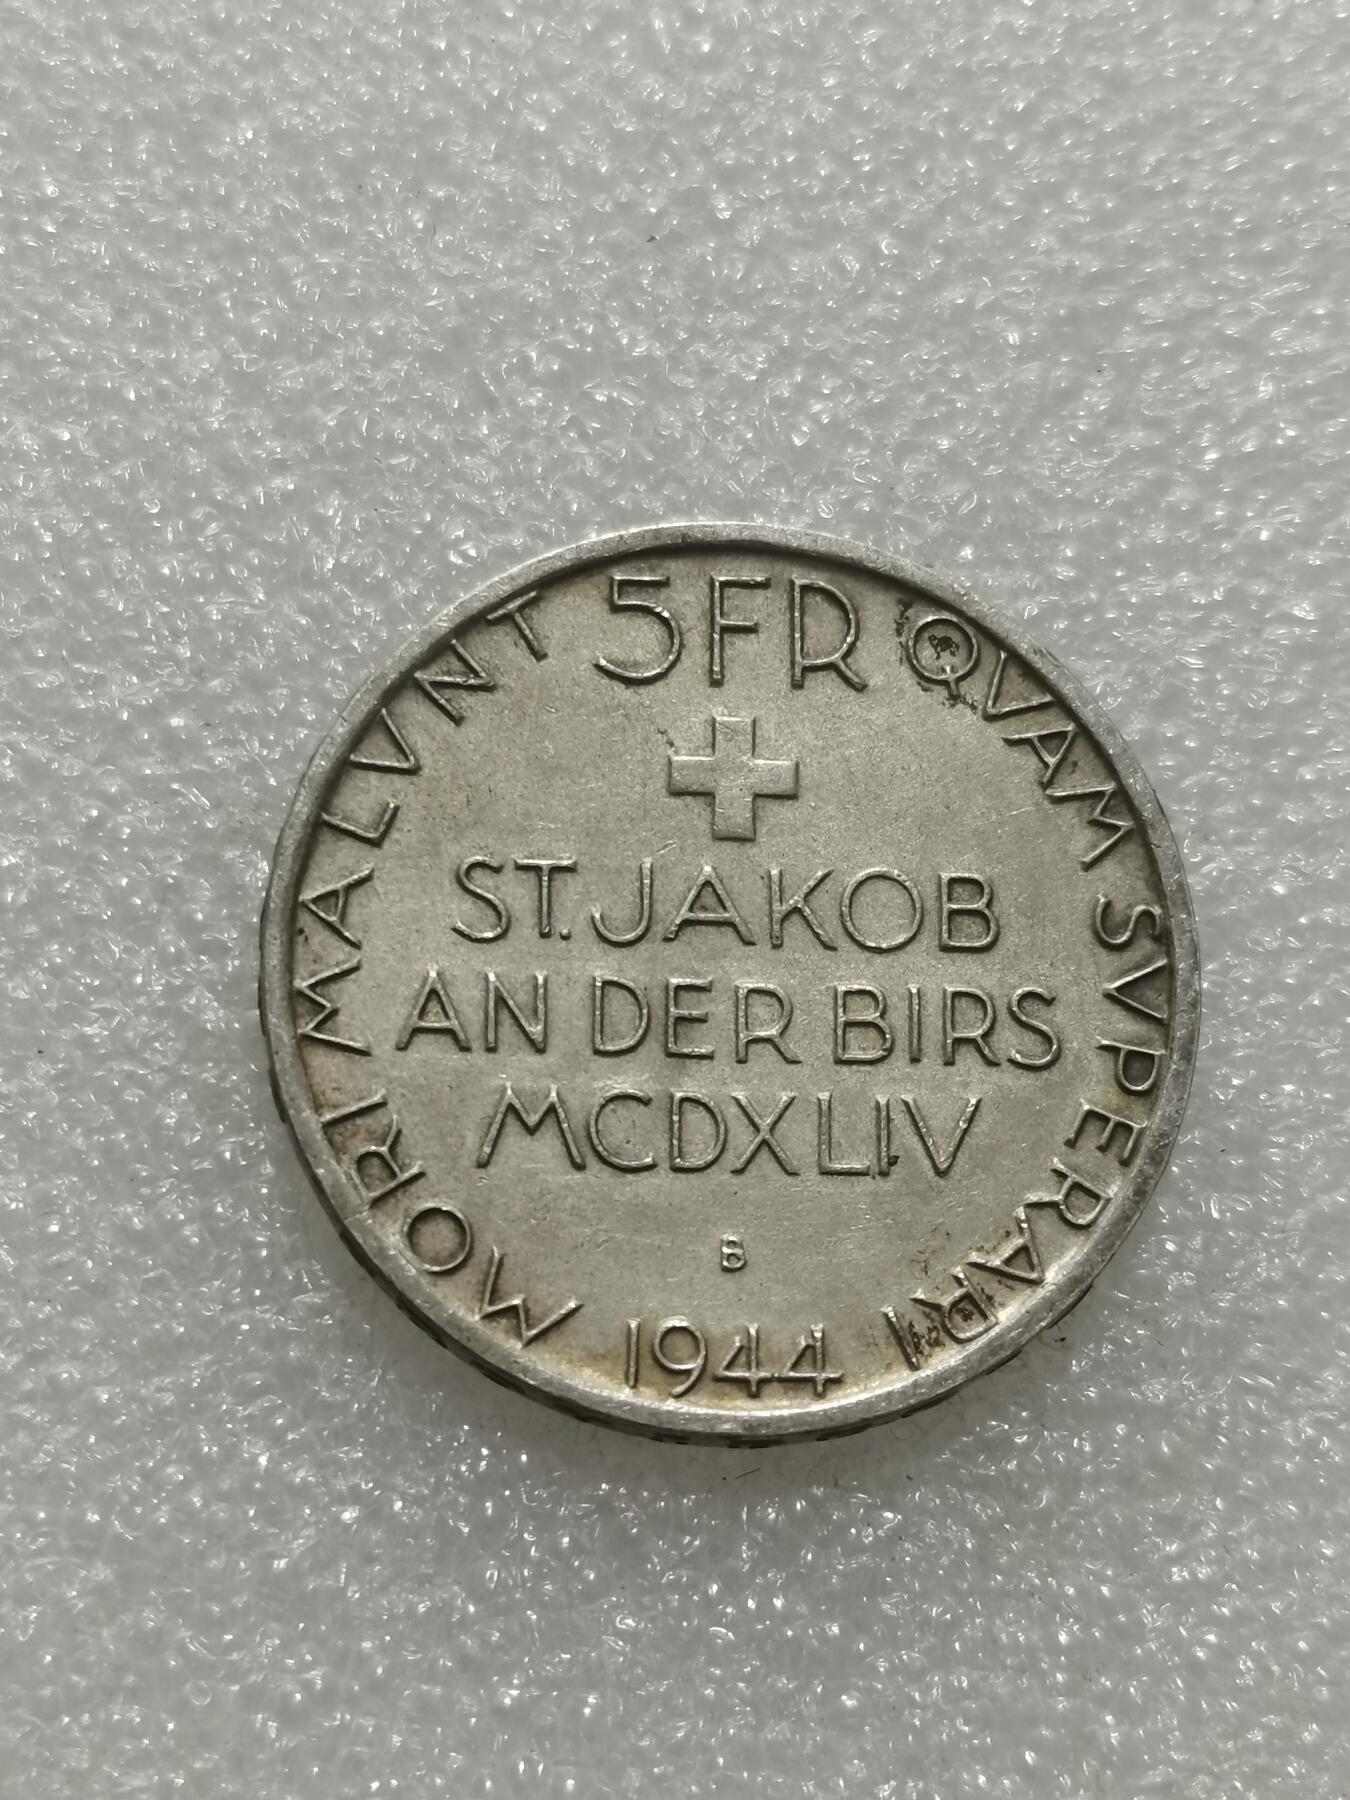 5FR
MORI MALVNT QVAM SVPERARI
ST. JAKOB
AN DER BIRS
MCDXLIV
B
1944